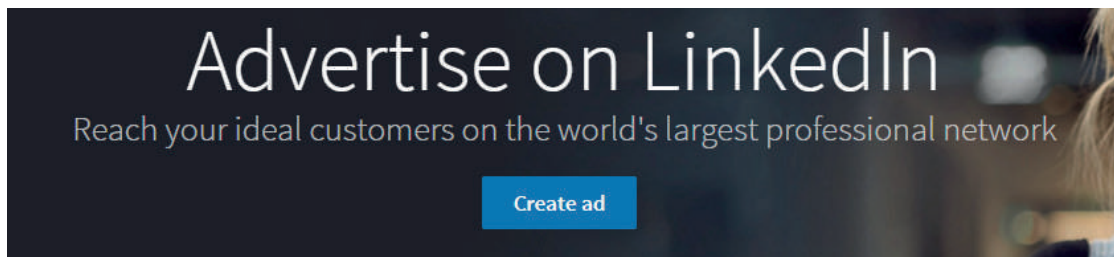 Advertise on LinkedIn
Reach your ideal customers on the world's largest professional network
Create ad